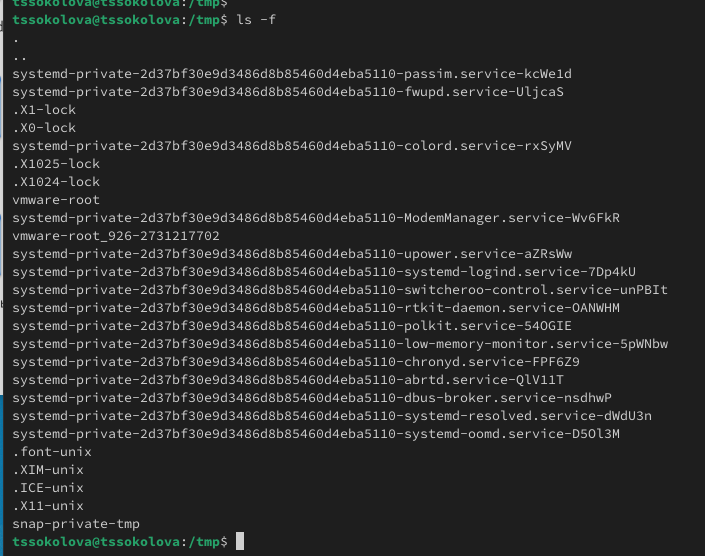 tssokolova@tssokolova:/tmp$
tssokolova@tssokolova:/tmp$ ls -f
.
..
systemd-private-2d37bf30e9d3486d8b85460d4eba5110-passim.service-kcWe1d
systemd-private-2d37bf30e9d3486d8b85460d4eba5110-fwupd.service-UljcaS
.X1-lock
.X0-lock
systemd-private-2d37bf30e9d3486d8b85460d4eba5110-colord.service-rxSyMV
.X1025-lock
.X1024-lock
vmware-root
systemd-private-2d37bf30e9d3486d8b85460d4eba5110-ModemManager.service-Wv6FkR
vmware-root_926-2731217702
systemd-private-2d37bf30e9d3486d8b85460d4eba5110-upower.service-aZRsWw
systemd-private-2d37bf30e9d3486d8b85460d4eba5110-systemd-logind.service-7Dp4kU
systemd-private-2d37bf30e9d3486d8b85460d4eba5110-switcheroo-control.service-unPBIt
systemd-private-2d37bf30e9d3486d8b85460d4eba5110-rtkit-daemon.service-OANWHM
systemd-private-2d37bf30e9d3486d8b85460d4eba5110-polkit.service-54OGIE
systemd-private-2d37bf30e9d3486d8b85460d4eba5110-low-memory-monitor.service-5pWNbw
systemd-private-2d37bf30e9d3486d8b85460d4eba5110-chronyd.service-FPF6Z9
systemd-private-2d37bf30e9d3486d8b85460d4eba5110-abrtd.service-QlV11T
systemd-private-2d37bf30e9d3486d8b85460d4eba5110-dbus-broker.service-nsdhwP
systemd-private-2d37bf30e9d3486d8b85460d4eba5110-systemd-resolved.service-dWdU3n
systemd-private-2d37bf30e9d3486d8b85460d4eba5110-systemd-oomd.service-D5Ol3M
.font-unix
.XIM-unix
.ICE-unix
.X11-unix
snap-private-tmp
tssokolova@tssokolova:/tmp$